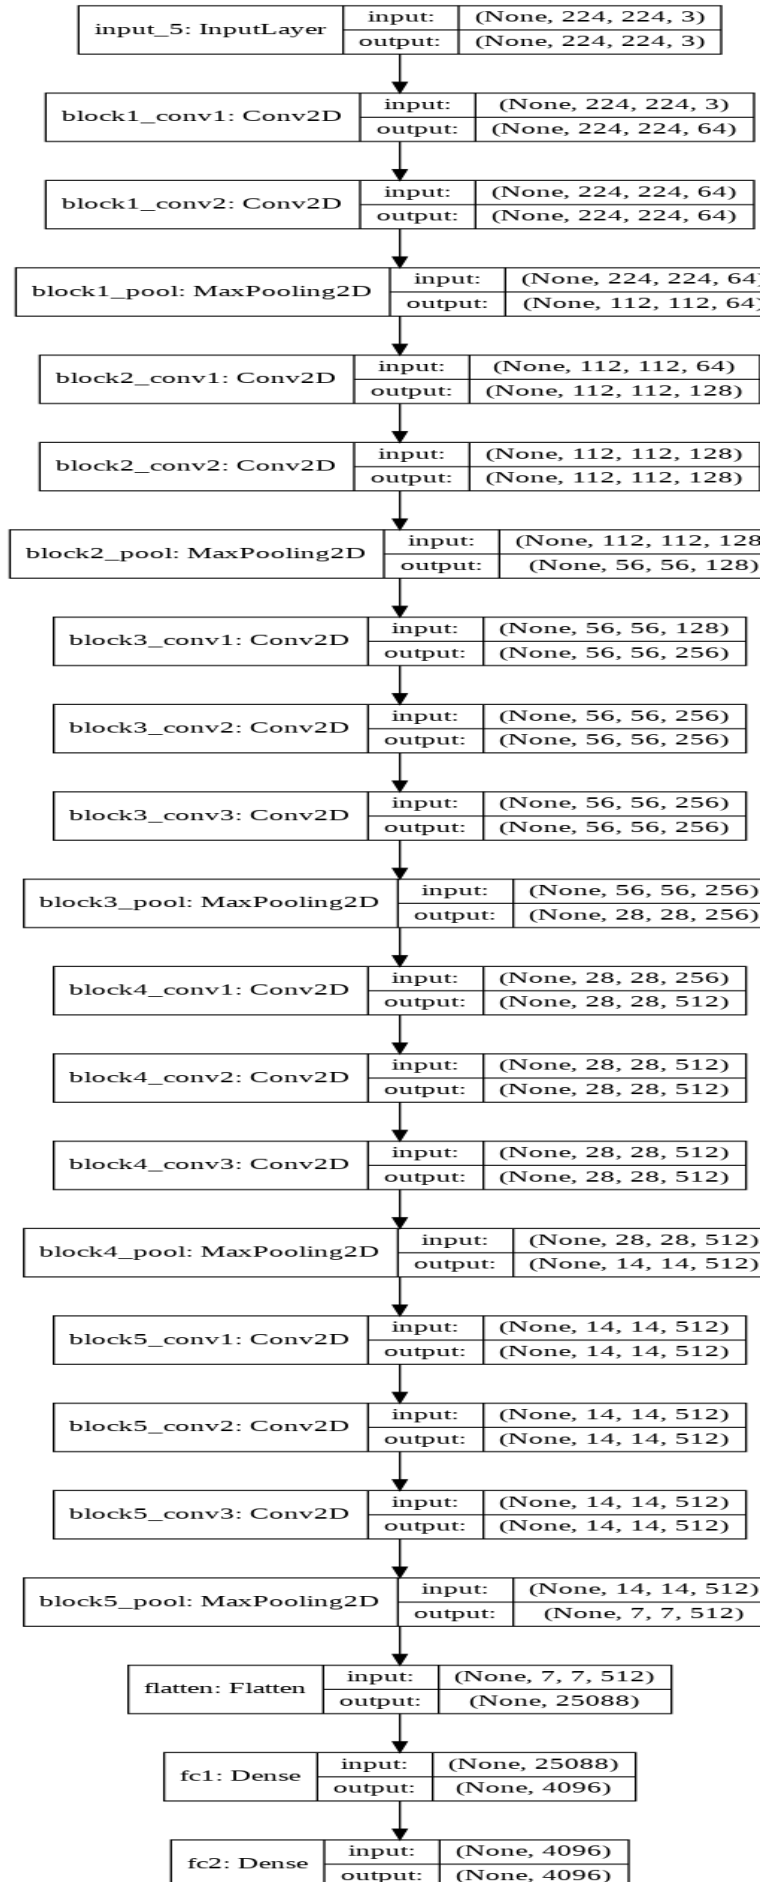 input_5: InputLayer
input: (None, 224, 224, 3)
output: (None, 224, 224, 3)
block1_conv1: Conv2D
input: (None, 224, 224, 3)
output: (None, 224, 224, 64)
block1_conv2: Conv2D
input: (None, 224, 224, 64)
output: (None, 224, 224, 64)
block1_pool: MaxPooling2D
input: (None, 224, 224, 64)
output: (None, 112, 112, 64)
block2_conv1: Conv2D
input: (None, 112, 112, 64)
output: (None, 112, 112, 128)
block2_conv2: Conv2D
input: (None, 112, 112, 128)
output: (None, 112, 112, 128)
block2_pool: MaxPooling2D
input: (None, 112, 112, 128
output: (None, 56, 56, 128)
block3_conv1: Conv2D
input: (None, 56, 56, 128)
output: (None, 56, 56, 256)
block3_conv2: Conv2D
input: (None, 56, 56, 256)
output: (None, 56, 56, 256)
block3_conv3: Conv2D
input: (None, 56, 56, 256)
output: (None, 56, 56, 256)
block3_pool: MaxPooling2D
input: (None, 56, 56, 256)
output: (None, 28, 28, 256)
block4_conv1: Conv2D
input: (None, 28, 28, 256)
output: (None, 28, 28, 512)
block4_conv2: Conv2D
input: (None, 28, 28, 512)
output: (None, 28, 28, 512)
block4_conv3: Conv2D
input: (None, 28, 28, 512)
output: (None, 28, 28, 512)
block4_pool: MaxPooling2D
input: (None, 28, 28, 512)
output: (None, 14, 14, 512)
block5_conv1: Conv2D
input: (None, 14, 14, 512)
output: (None, 14, 14, 512)
block5_conv2: Conv2D
input: (None, 14, 14, 512)
output: (None, 14, 14, 512)
block5_conv3: Conv2D
input: (None, 14, 14, 512)
output: (None, 14, 14, 512)
block5_pool: MaxPooling2D
input: (None, 14, 14, 512)
output: (None, 7, 7, 512)
flatten: Flatten
input: (None, 7, 7, 512)
output: (None, 25088)
fc1: Dense
input: (None, 25088)
output: (None, 4096)
fc2: Dense
input: (None, 4096)
output: (None, 4096)